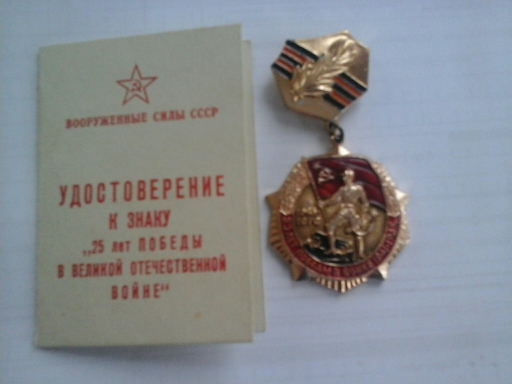 ВООРУЖЕННЫЕ СИЛЫ СССР
УДОСТОВЕРЕНИЕ
К ЗНАКУ
„25 лет ПОБЕДЫ
В ВЕЛИКОЙ ОТЕЧЕСТВЕННОЙ
ВОЙНЕ“